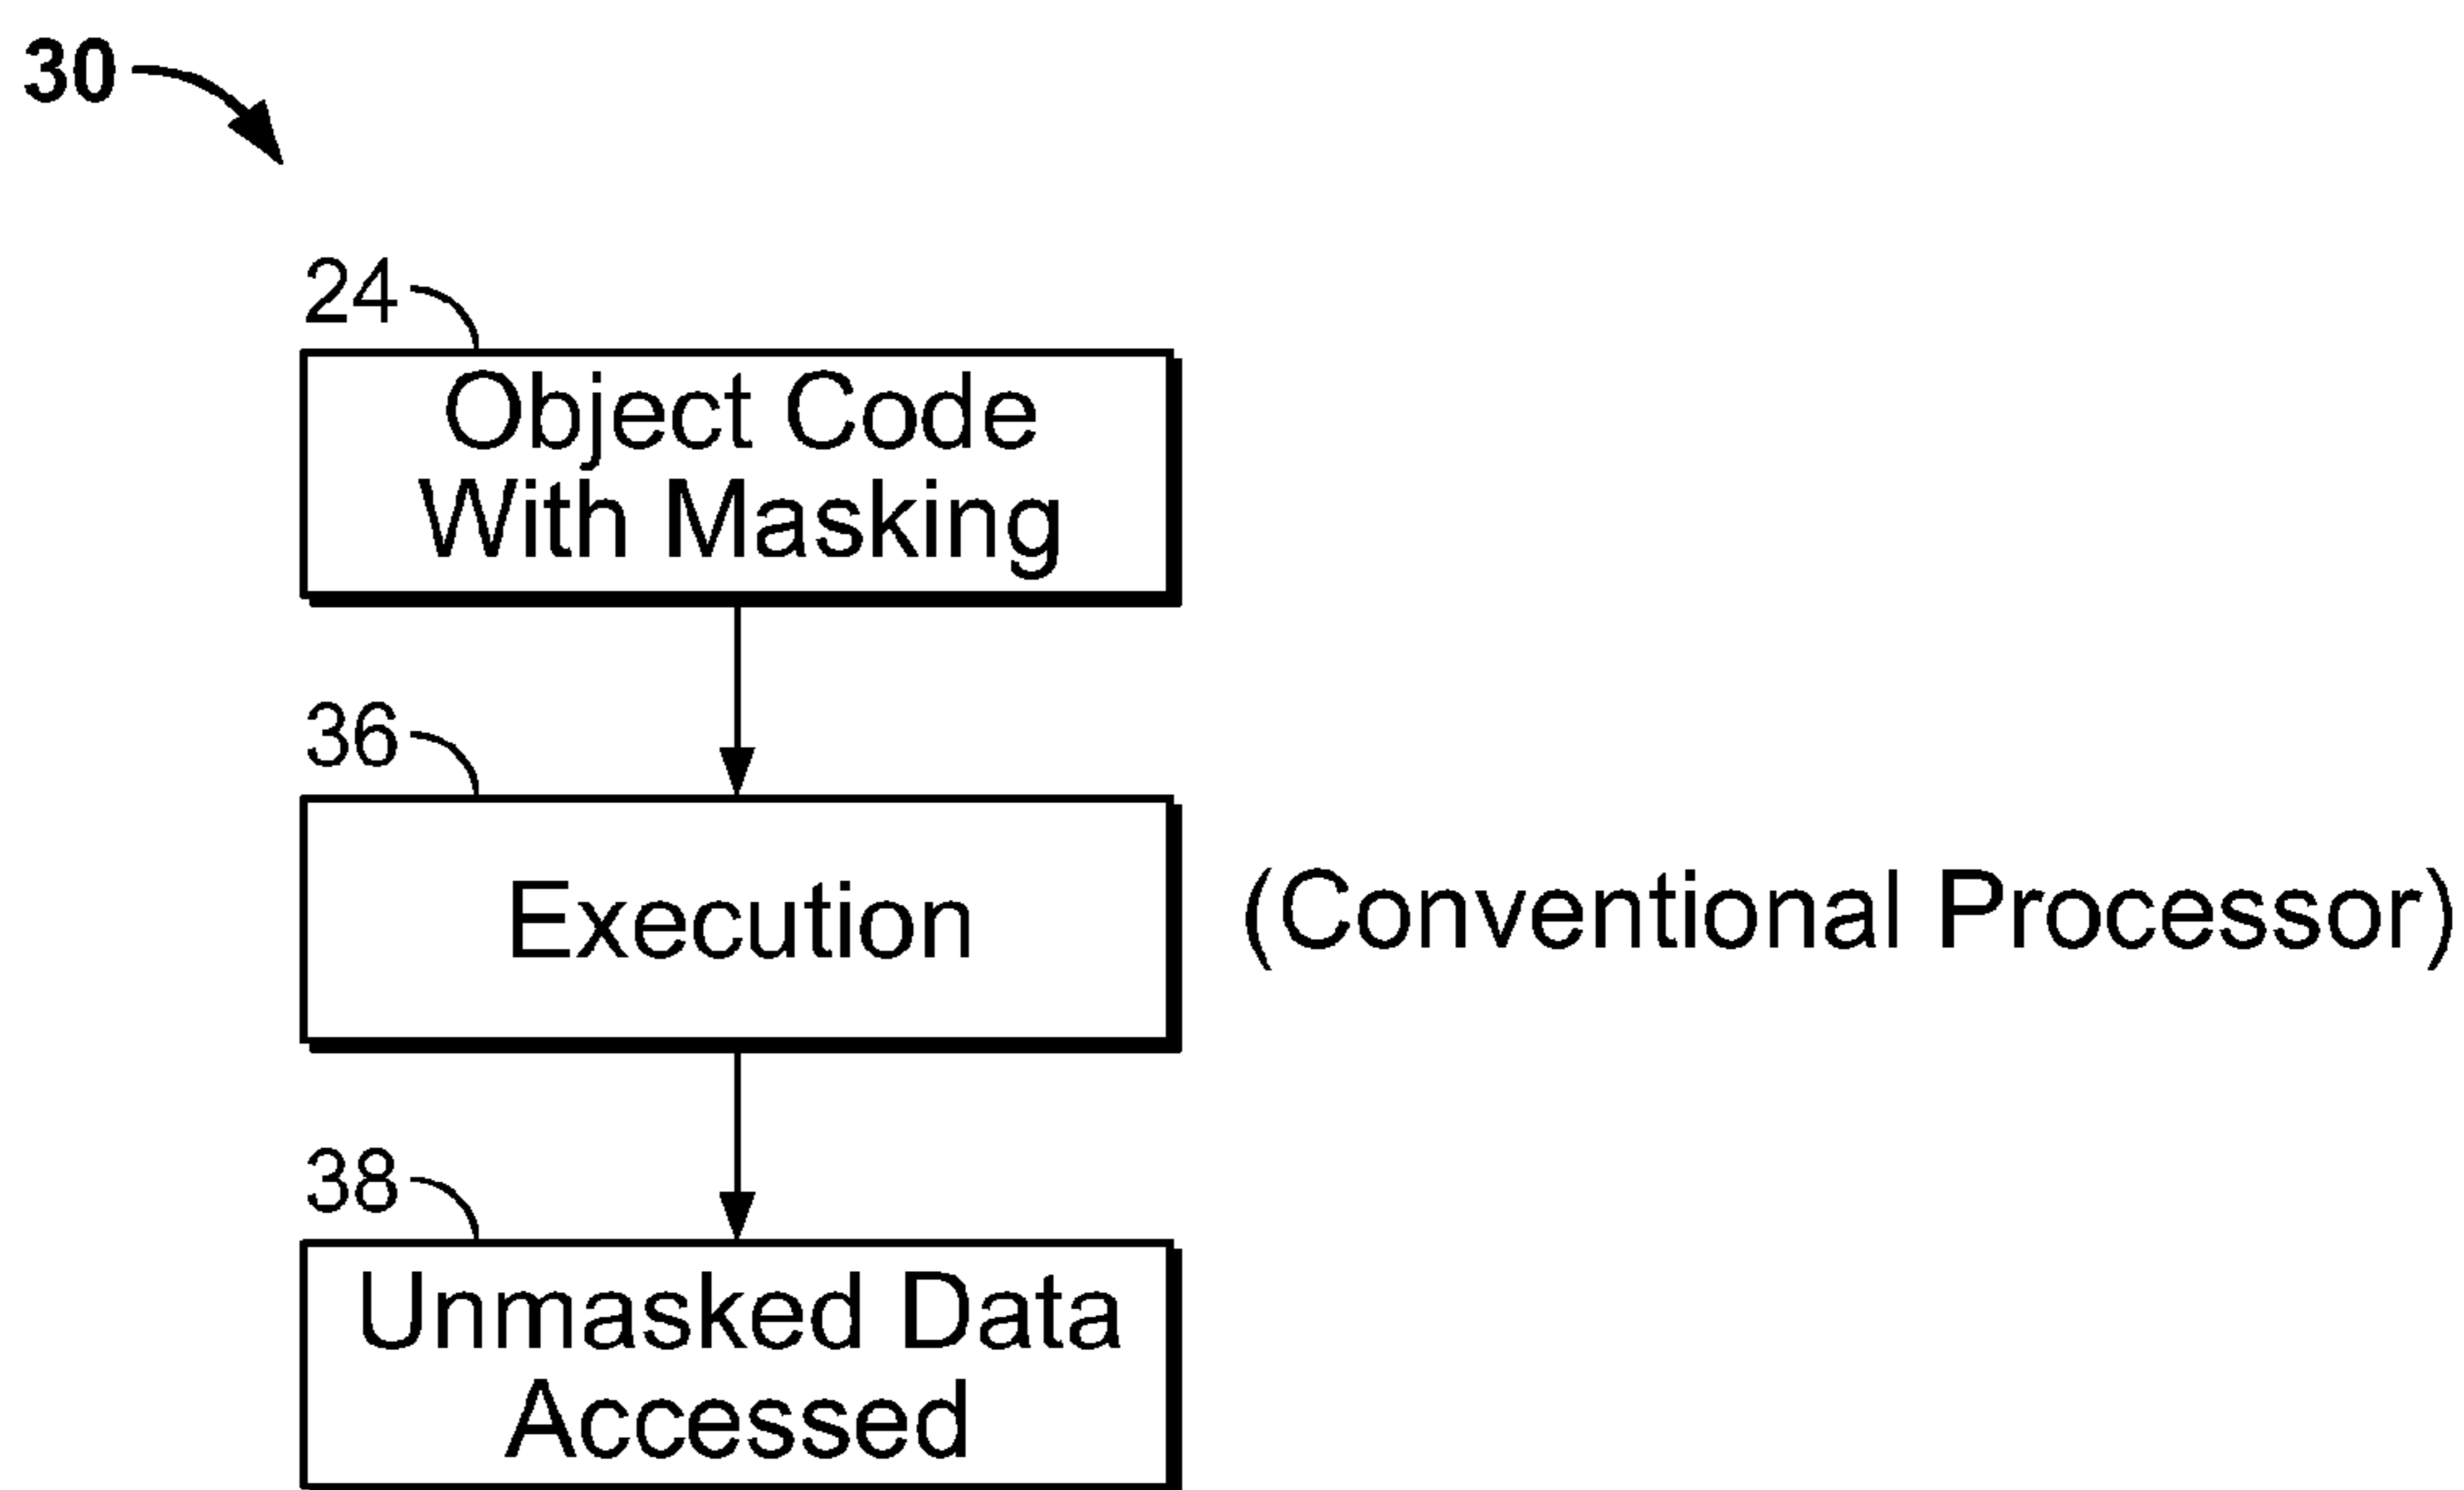 30
24
Object Code
With Masking
36
Execution
(Conventional Processor)
38
Unmasked Data
Accessed